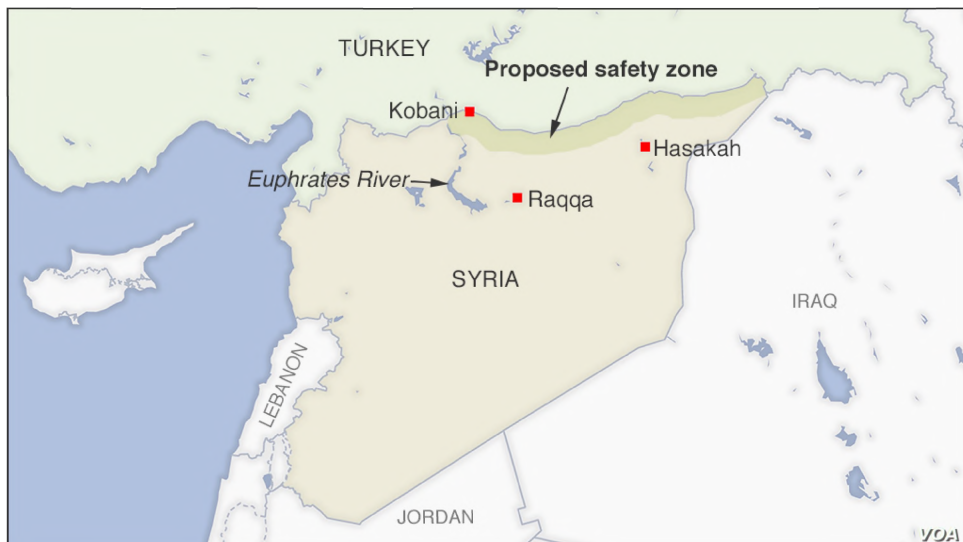 TURKEY
Proposed safety zone
Kobani
Hasakah
Euphrates River
Raqqa
SYRIA
IRAQ
LEBANON
JORDAN
VOA